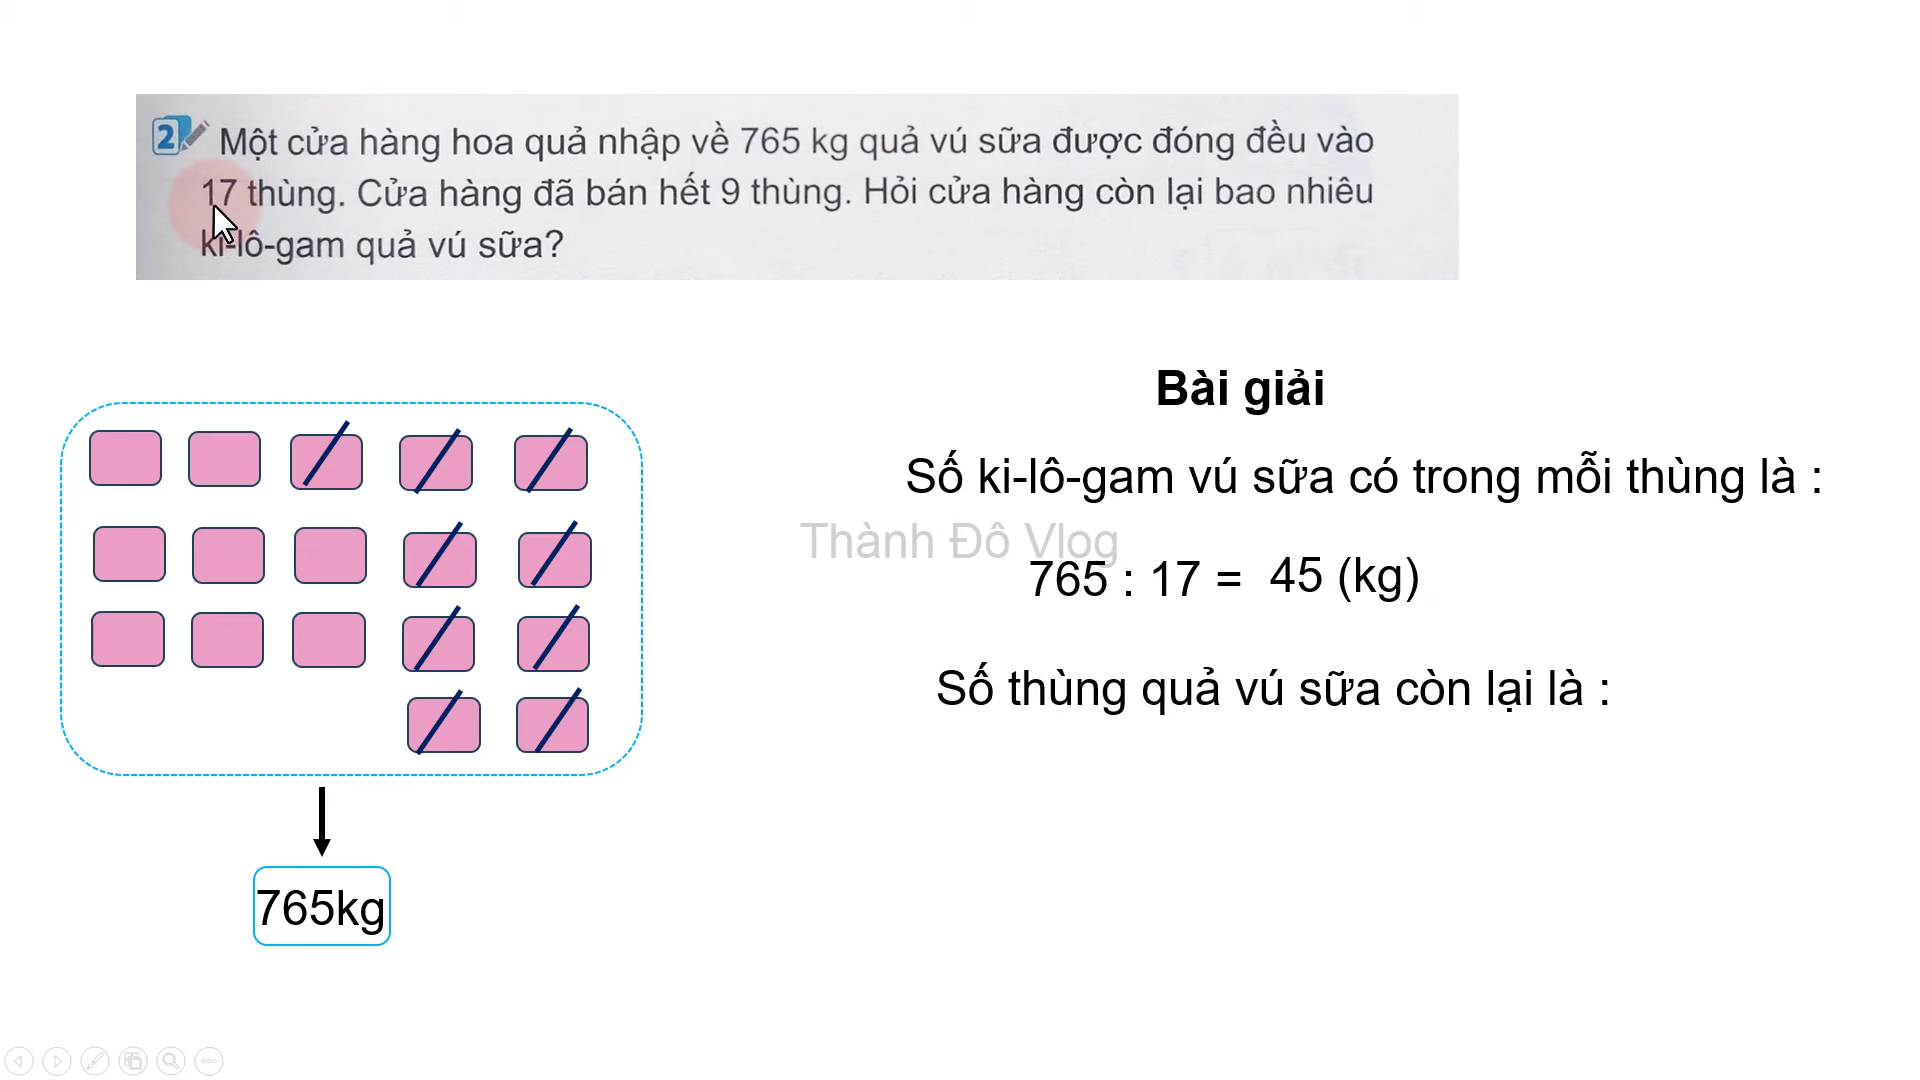 2 Một cửa hàng hoa quả nhập về 765 kg quả vú sữa được đóng đều vào
17 thùng. Cửa hàng đã bán hết 9 thùng. Hỏi cửa hàng còn lại bao nhiêu
ki-lô-gam quả vú sữa?
Bài giải
Số ki-lô-gam vú sữa có trong mỗi thùng là :
Thành Đô Vlog
765 : 17 = 45 (kg)
Số thùng quả vú sữa còn lại là :
765kg